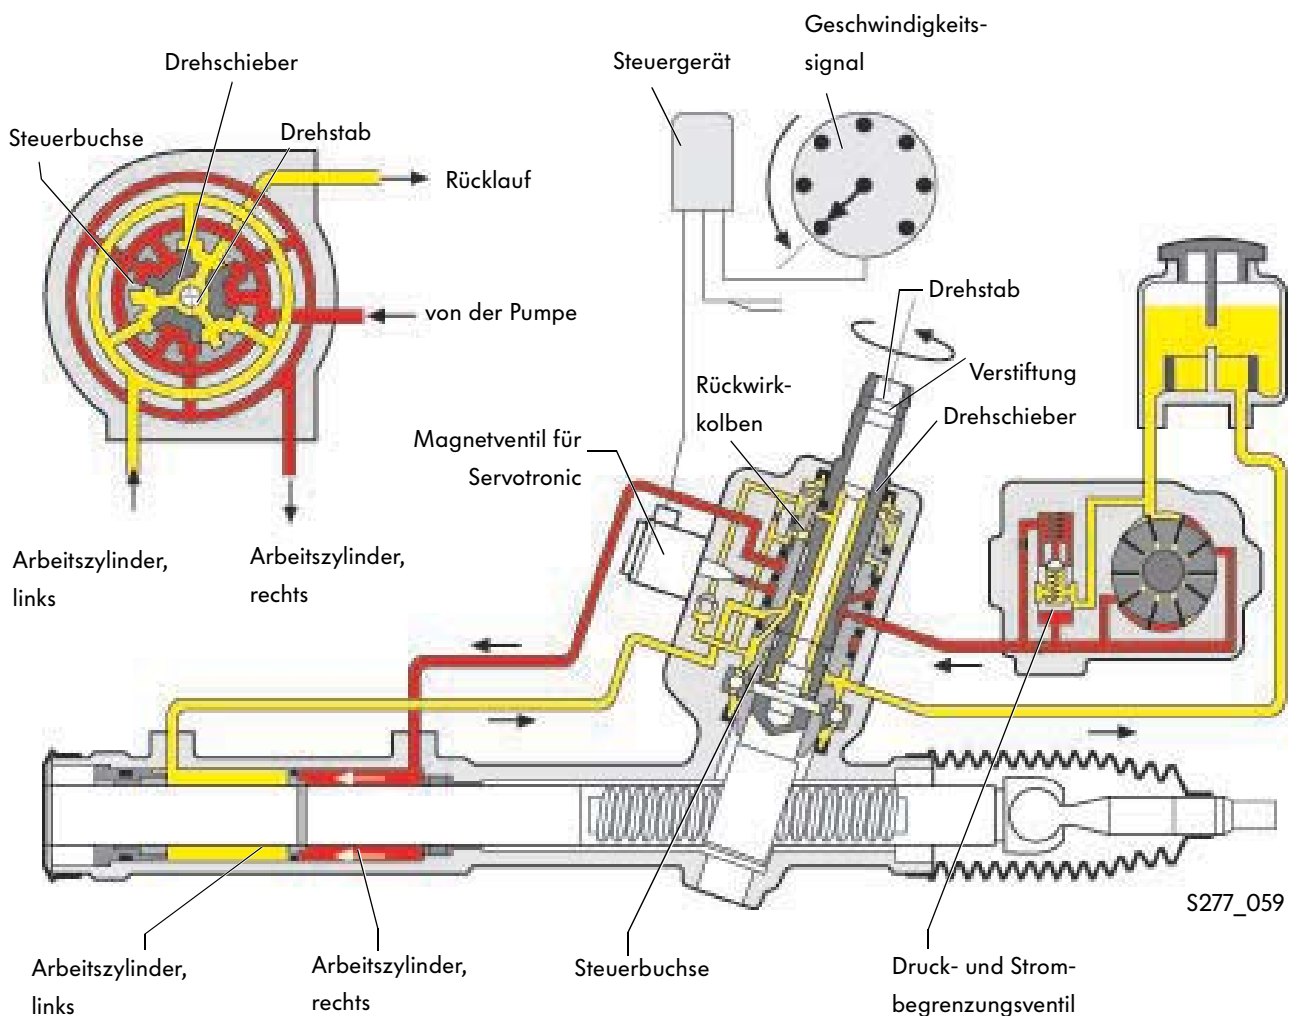 Geschwindigkeits-
signal
Steuergerät
Drehschieber
Drehstab
Steuerbuchse
Rücklauf
von der Pumpe
Drehstab
Verstiftung
Drehschieber
Rückwirk-
kolben
Magnetventil für
Servotronic
Arbeitszylinder,
links
Arbeitszylinder,
rechts
S277_059
Arbeitszylinder,
links
Arbeitszylinder,
rechts
Steuerbuchse
Druck- und Strom-
begrenzungsventil